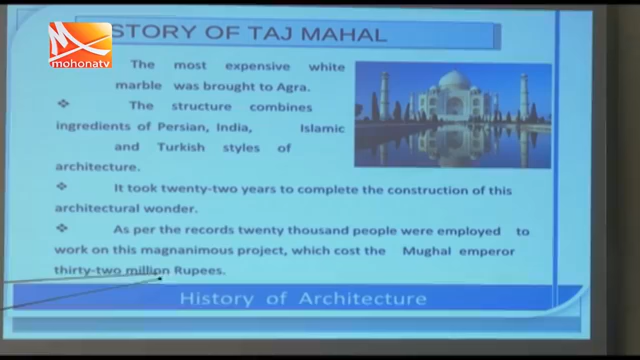 STORY OF TAJ MAHAL
mohonatv
The most expensive white
marble was brought to Agra.
The structure combines
ingredients of Persian, India, Islamic
and Turkish styles of
architecture.
It took twenty-two years to complete the construction of this
architectural wonder.
As per the records twenty thousand people were employed to
work on this magnanimous project, which cost the Mughal emperor
thirty-two million Rupees.
History of Architecture